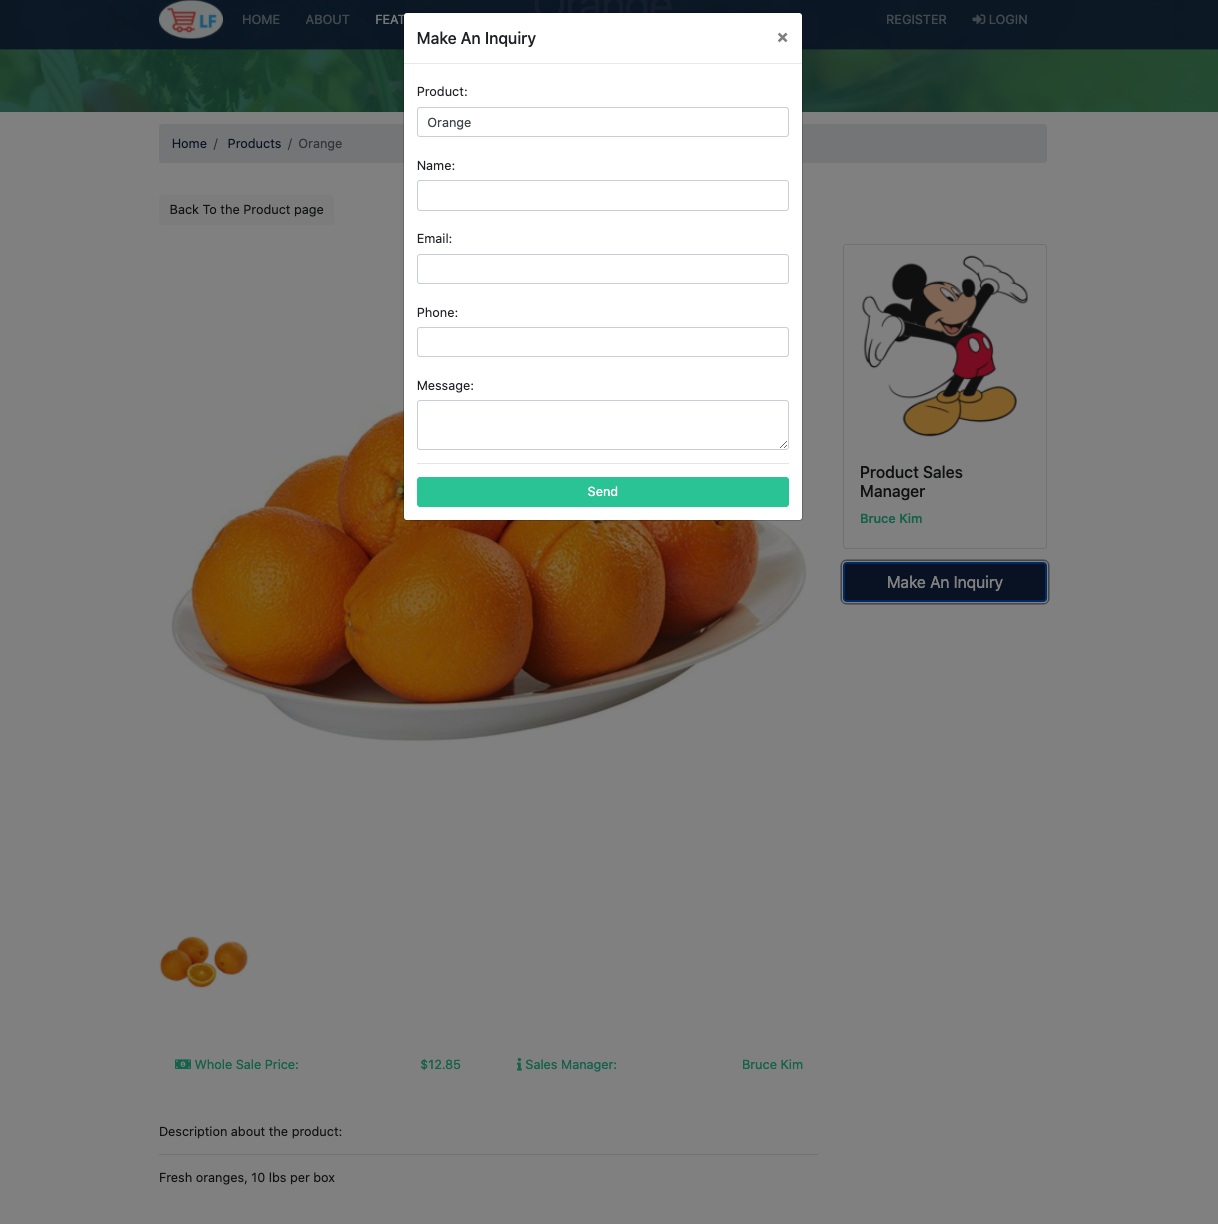 LF
HOME
ABOUT
FEAT
REGISTER
LOGIN
Make An Inquiry
×
Product:
Orange
Name:
Email:
Phone:
Message:
Send
Home / Products / Orange
Back To the Product page
Product Sales
Manager
Bruce Kim
Make An Inquiry
Whole Sale Price: $12.85
Sales Manager: Bruce Kim
Description about the product:
Fresh oranges, 10 lbs per box